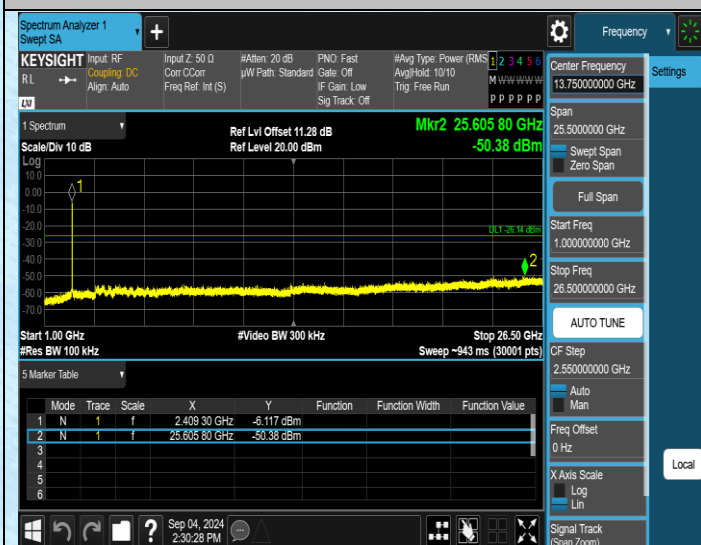 Spectrum Analyzer 1
Swept SA
Frequency
KEYSIGHT
RL
LXI
Input: RF
Coupling: DC
Align: Auto
Input Z: 50 Ω
Corr CCorr
Freq Ref: Int (S)
#Atten: 20 dB
µW Path: Standard
PNO: Fast
Gate: Off
IF Gain: Low
Sig Track: Off
#Avg Type: Power (RMS
Avg|Hold: 10/10
Trig: Free Run
1 2 3 4 5 6
M W W W W W
P P P P P P
1 Spectrum
Scale/Div 10 dB
Ref Lvl Offset 11.28 dB
Ref Level 20.00 dBm
Mkr2 25.605 80 GHz
-50.38 dBm
Log
10.0
0.00
-10.0
-20.0
-30.0
-40.0
-50.0
-60.0
-70.0
1
DL1 -26.14 dBm
2
Start 1.00 GHz
#Res BW 100 kHz
#Video BW 300 kHz
Stop 26.50 GHz
Sweep ~943 ms (30001 pts)
5 Marker Table
Mode Trace Scale X Y Function Function Width Function Value
1 N 1 f 2.409 30 GHz -6.117 dBm
2 N 1 f 25.605 80 GHz -50.38 dBm
3
4
5
6
Sep 04, 2024
2:30:28 PM
Center Frequency
13.750000000 GHz
Settings
Span
25.5000000 GHz
Swept Span
Zero Span
Full Span
Start Freq
1.000000000 GHz
Stop Freq
26.500000000 GHz
AUTO TUNE
CF Step
2.550000000 GHz
Auto
Man
Freq Offset
0 Hz
X Axis Scale
Log
Lin
Local
Signal Track
(Span Zoom)